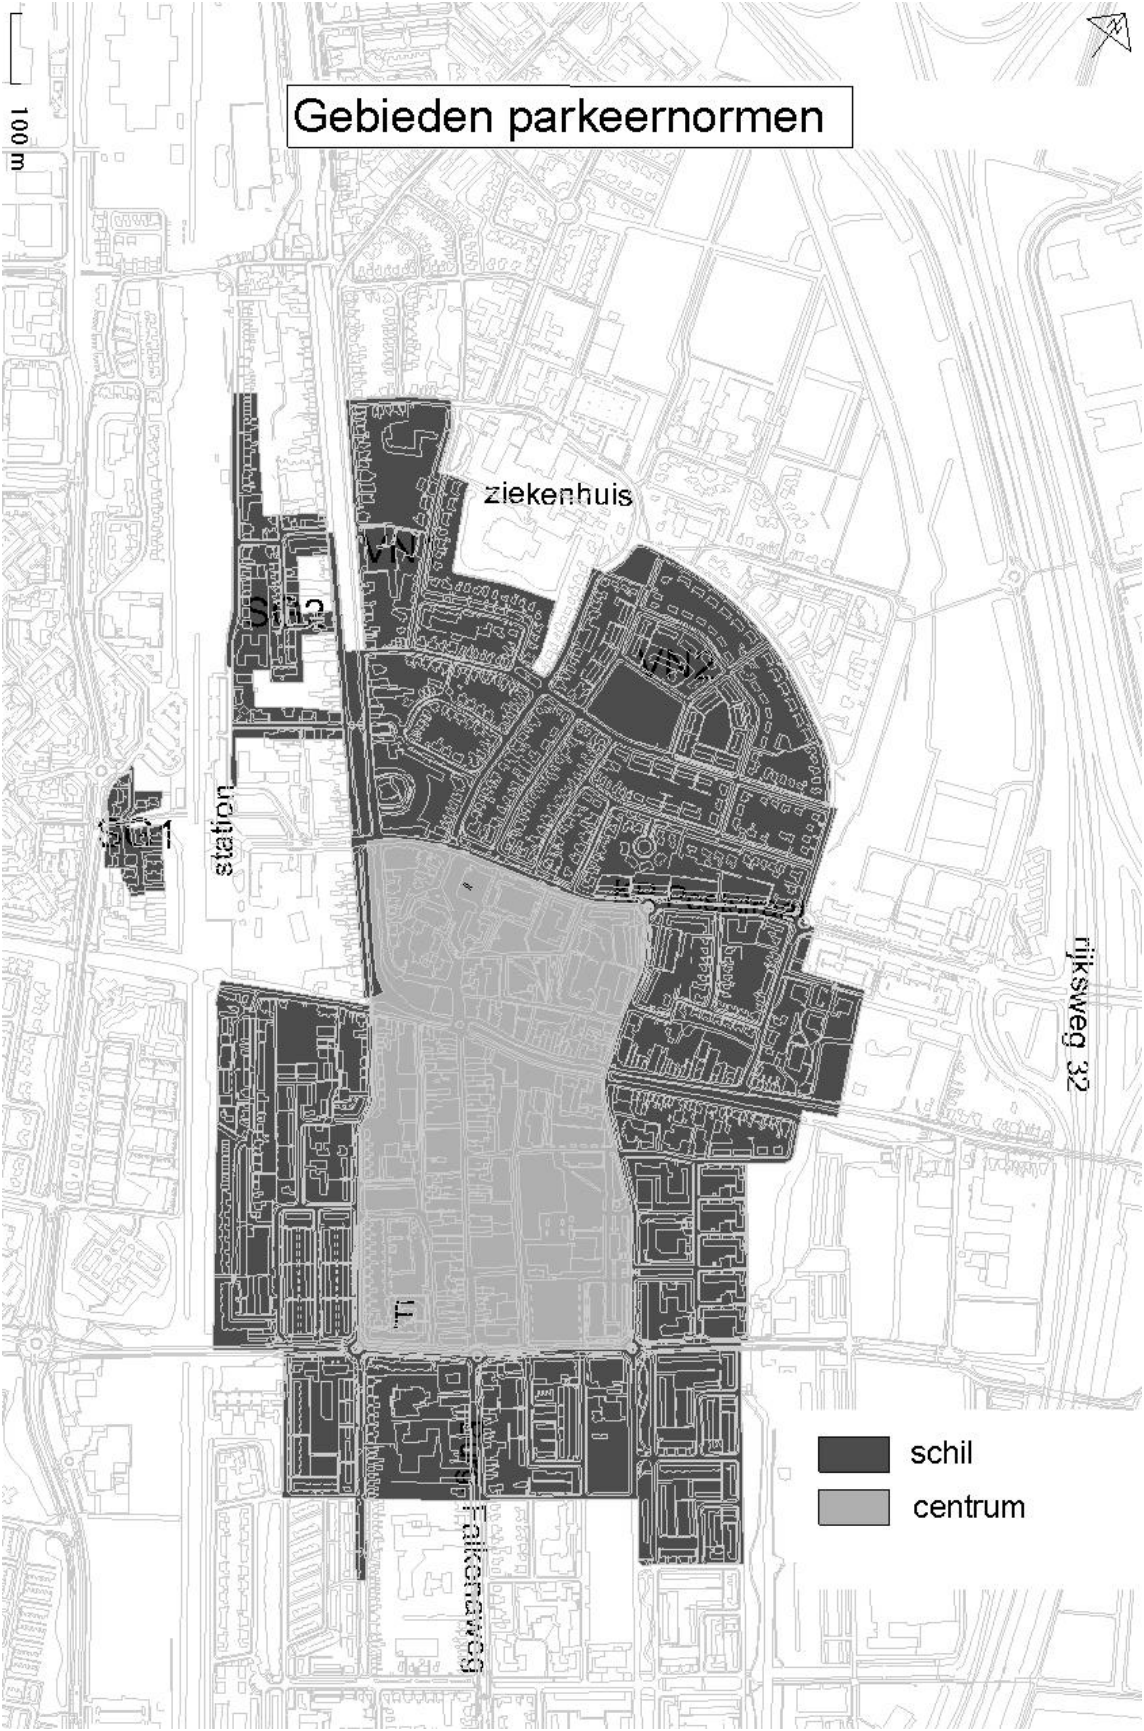 100 m
Gebieden parkeernormen
ziekenhuis
VN
station
rijksweg 32
schil
centrum
Falkenaweg